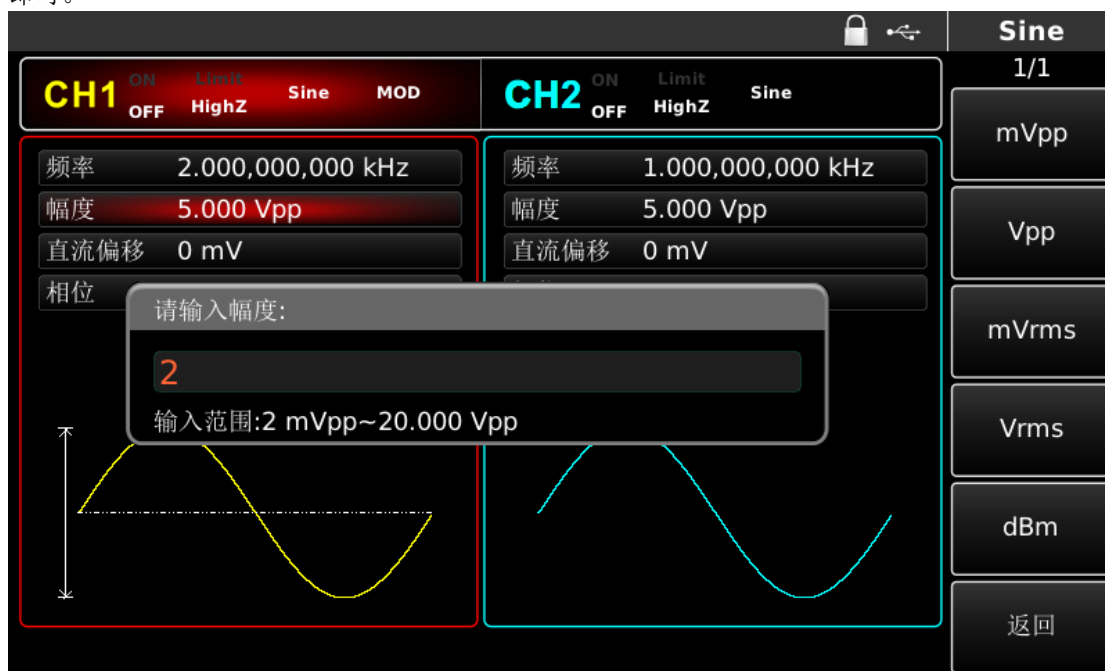 Sine
1/1
CH1 ON OFF Limit HighZ Sine MOD
CH2 ON OFF Limit HighZ Sine
mVpp
频率 2.000,000,000 kHz
频率 1.000,000,000 kHz
幅度 5.000 Vpp
幅度 5.000 Vpp
Vpp
直流偏移 0 mV
直流偏移 0 mV
相位
请输入幅度:
mVrms
2
输入范围:2 mVpp~20.000 Vpp
Vrms
dBm
返回